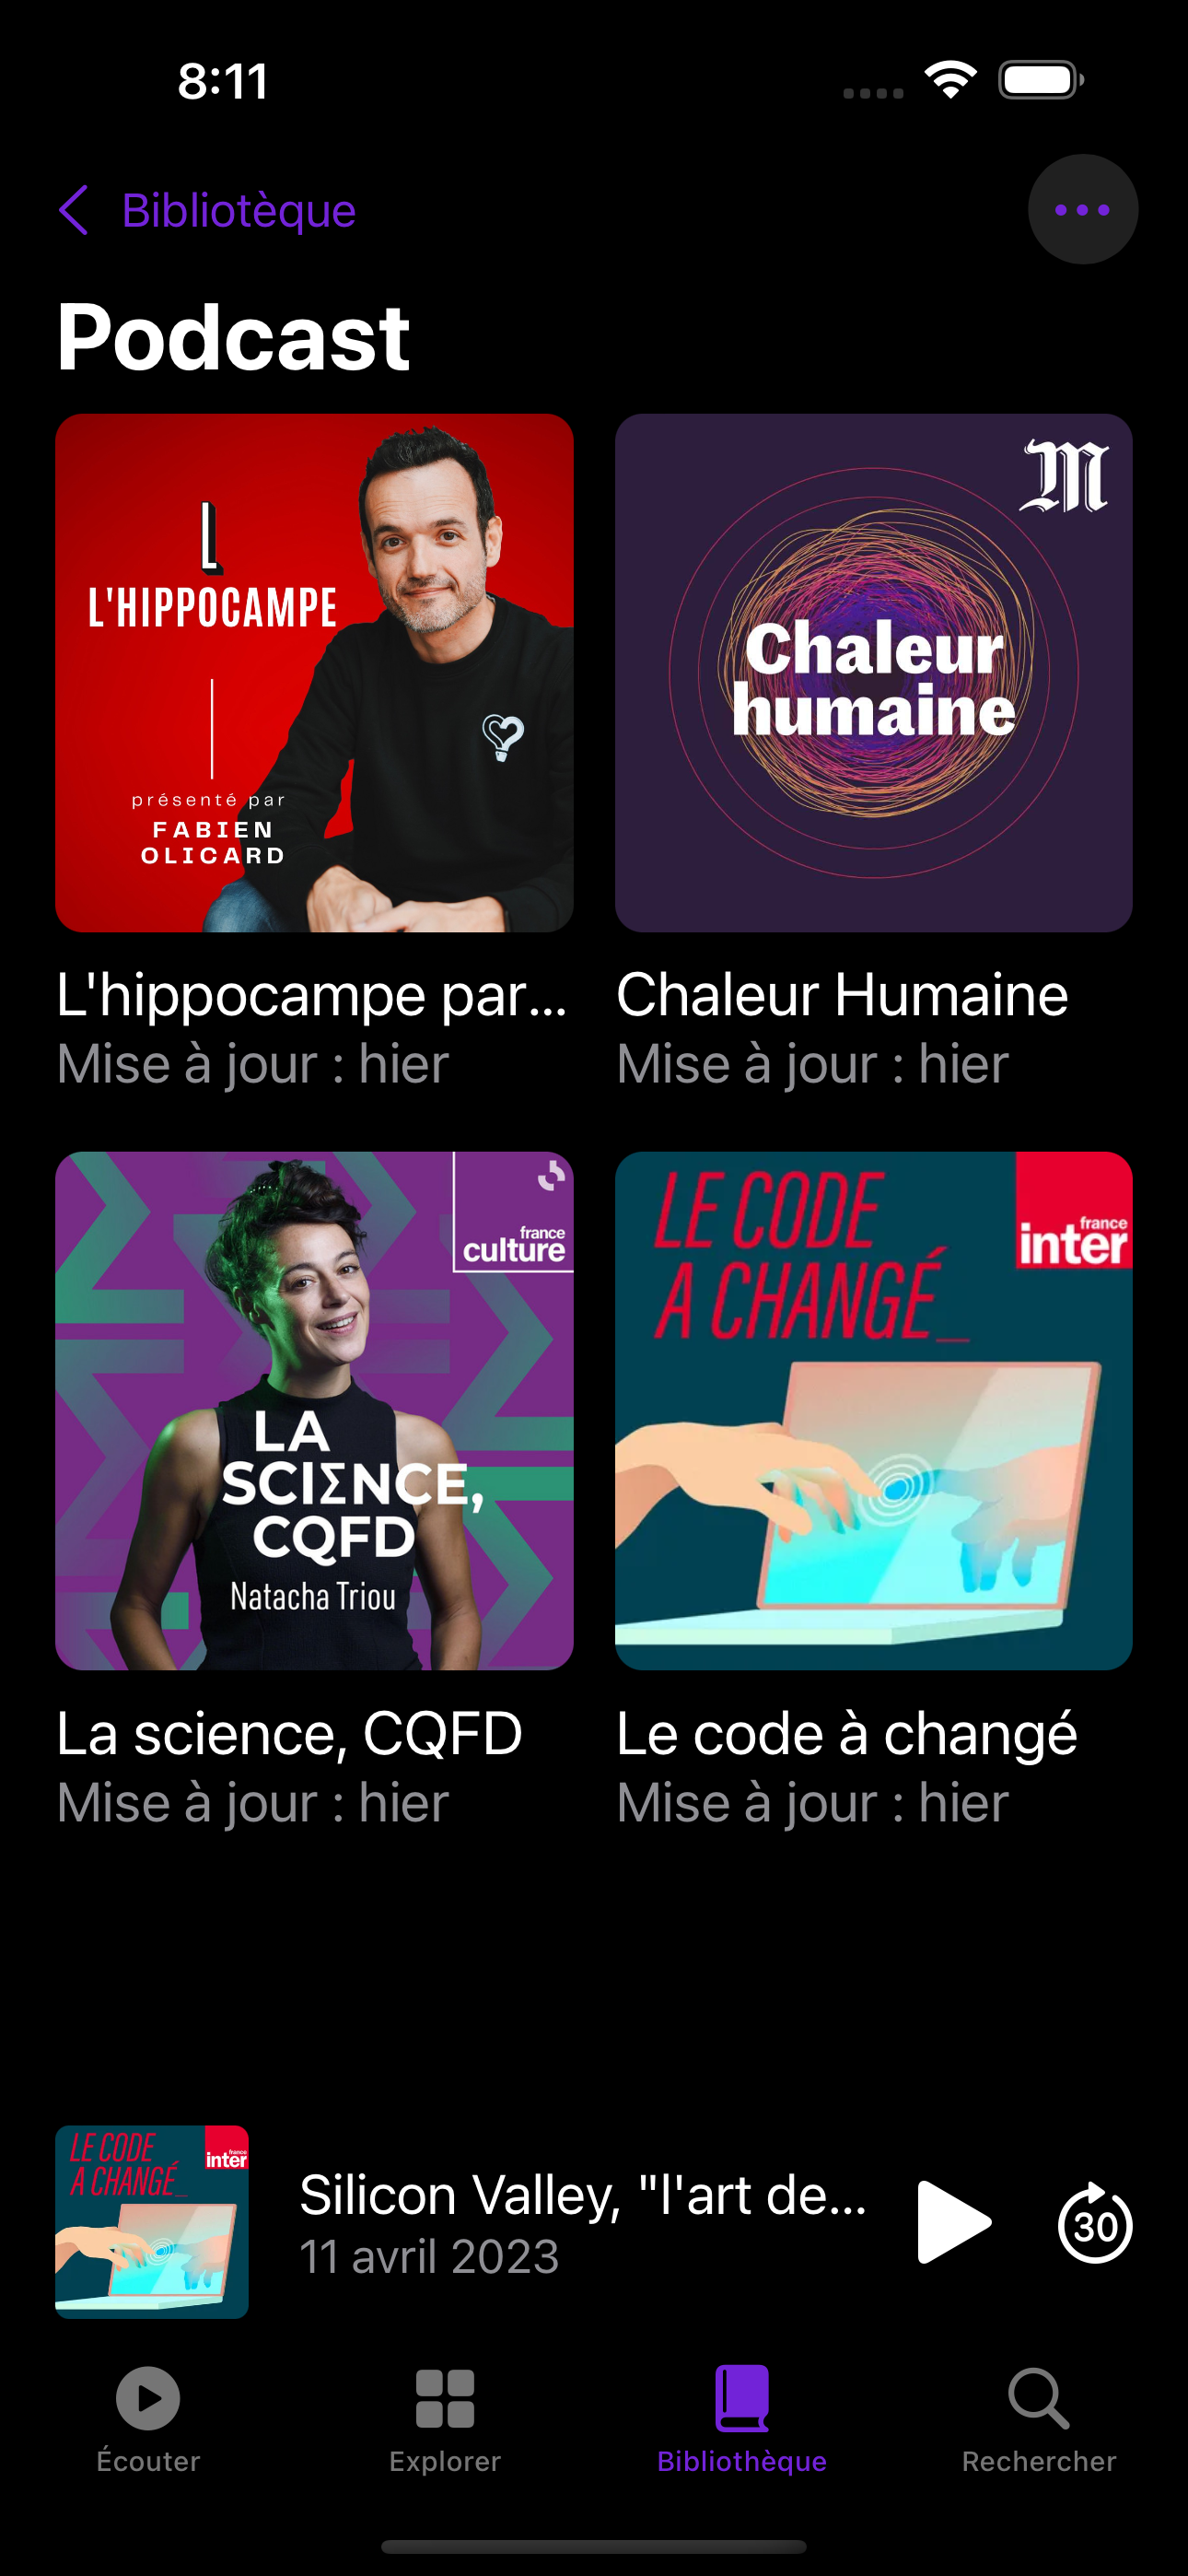 8:11
Bibliotèque
Podcast
L
L'HIPPOCAMPE
présenté par
FABIEN
OLICARD
M
Chaleur
humaine
L'hippocampe par...
Mise à jour : hier
Chaleur Humaine
Mise à jour : hier
france
culture
LA
SCIΣNCE,
CQFD
Natacha Triou
LE CODE
A CHANGÉ_
france
inter
La science, CQFD
Mise à jour : hier
Le code à changé
Mise à jour : hier
LE CODE
A CHANGÉ_
france
inter
Silicon Valley, "l'art de...
11 avril 2023
30
Écouter
Explorer
Bibliothèque
Rechercher